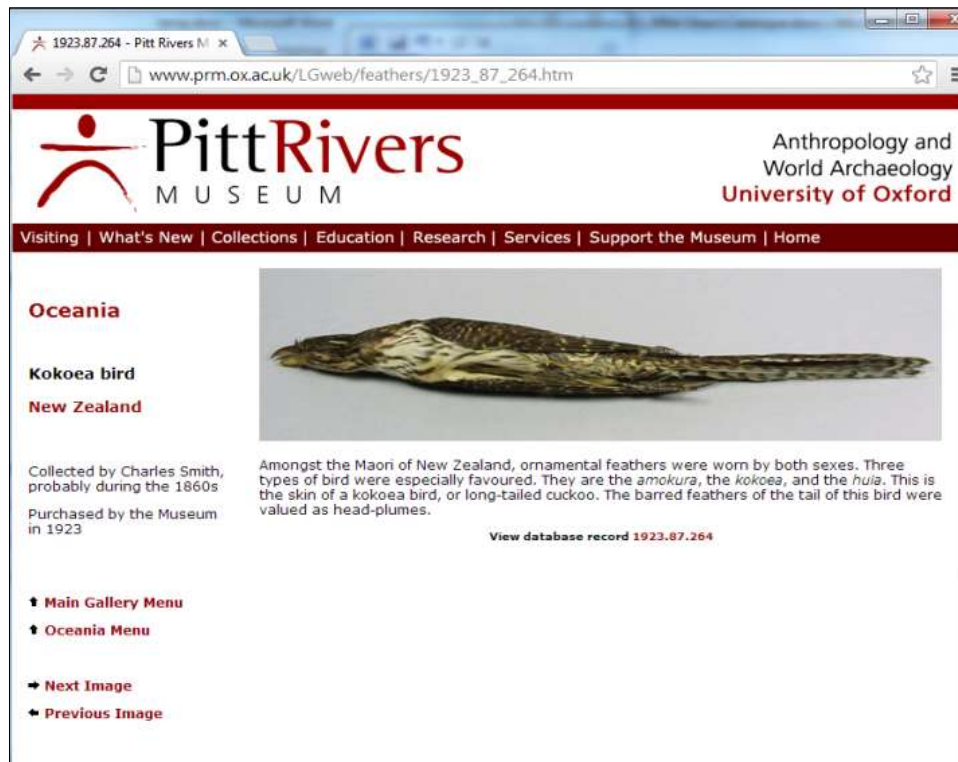 1923.87.264 - Pitt Rivers M
www.prm.ox.ac.uk/LGweb/feathers/1923_87_264.htm
PittRivers
MUSEUM
Anthropology and
World Archaeology
University of Oxford
Visiting | What's New | Collections | Education | Research | Services | Support the Museum | Home
Oceania
Kokoea bird
New Zealand
Collected by Charles Smith,
probably during the 1860s
Purchased by the Museum
in 1923
Amongst the Maori of New Zealand, ornamental feathers were worn by both sexes. Three
types of bird were especially favoured. They are the amokura, the kokoea, and the huia. This is
the skin of a kokoea bird, or long-tailed cuckoo. The barred feathers of the tail of this bird were
valued as head-plumes.
View database record 1923.87.264
Main Gallery Menu
Oceania Menu
Next Image
Previous Image